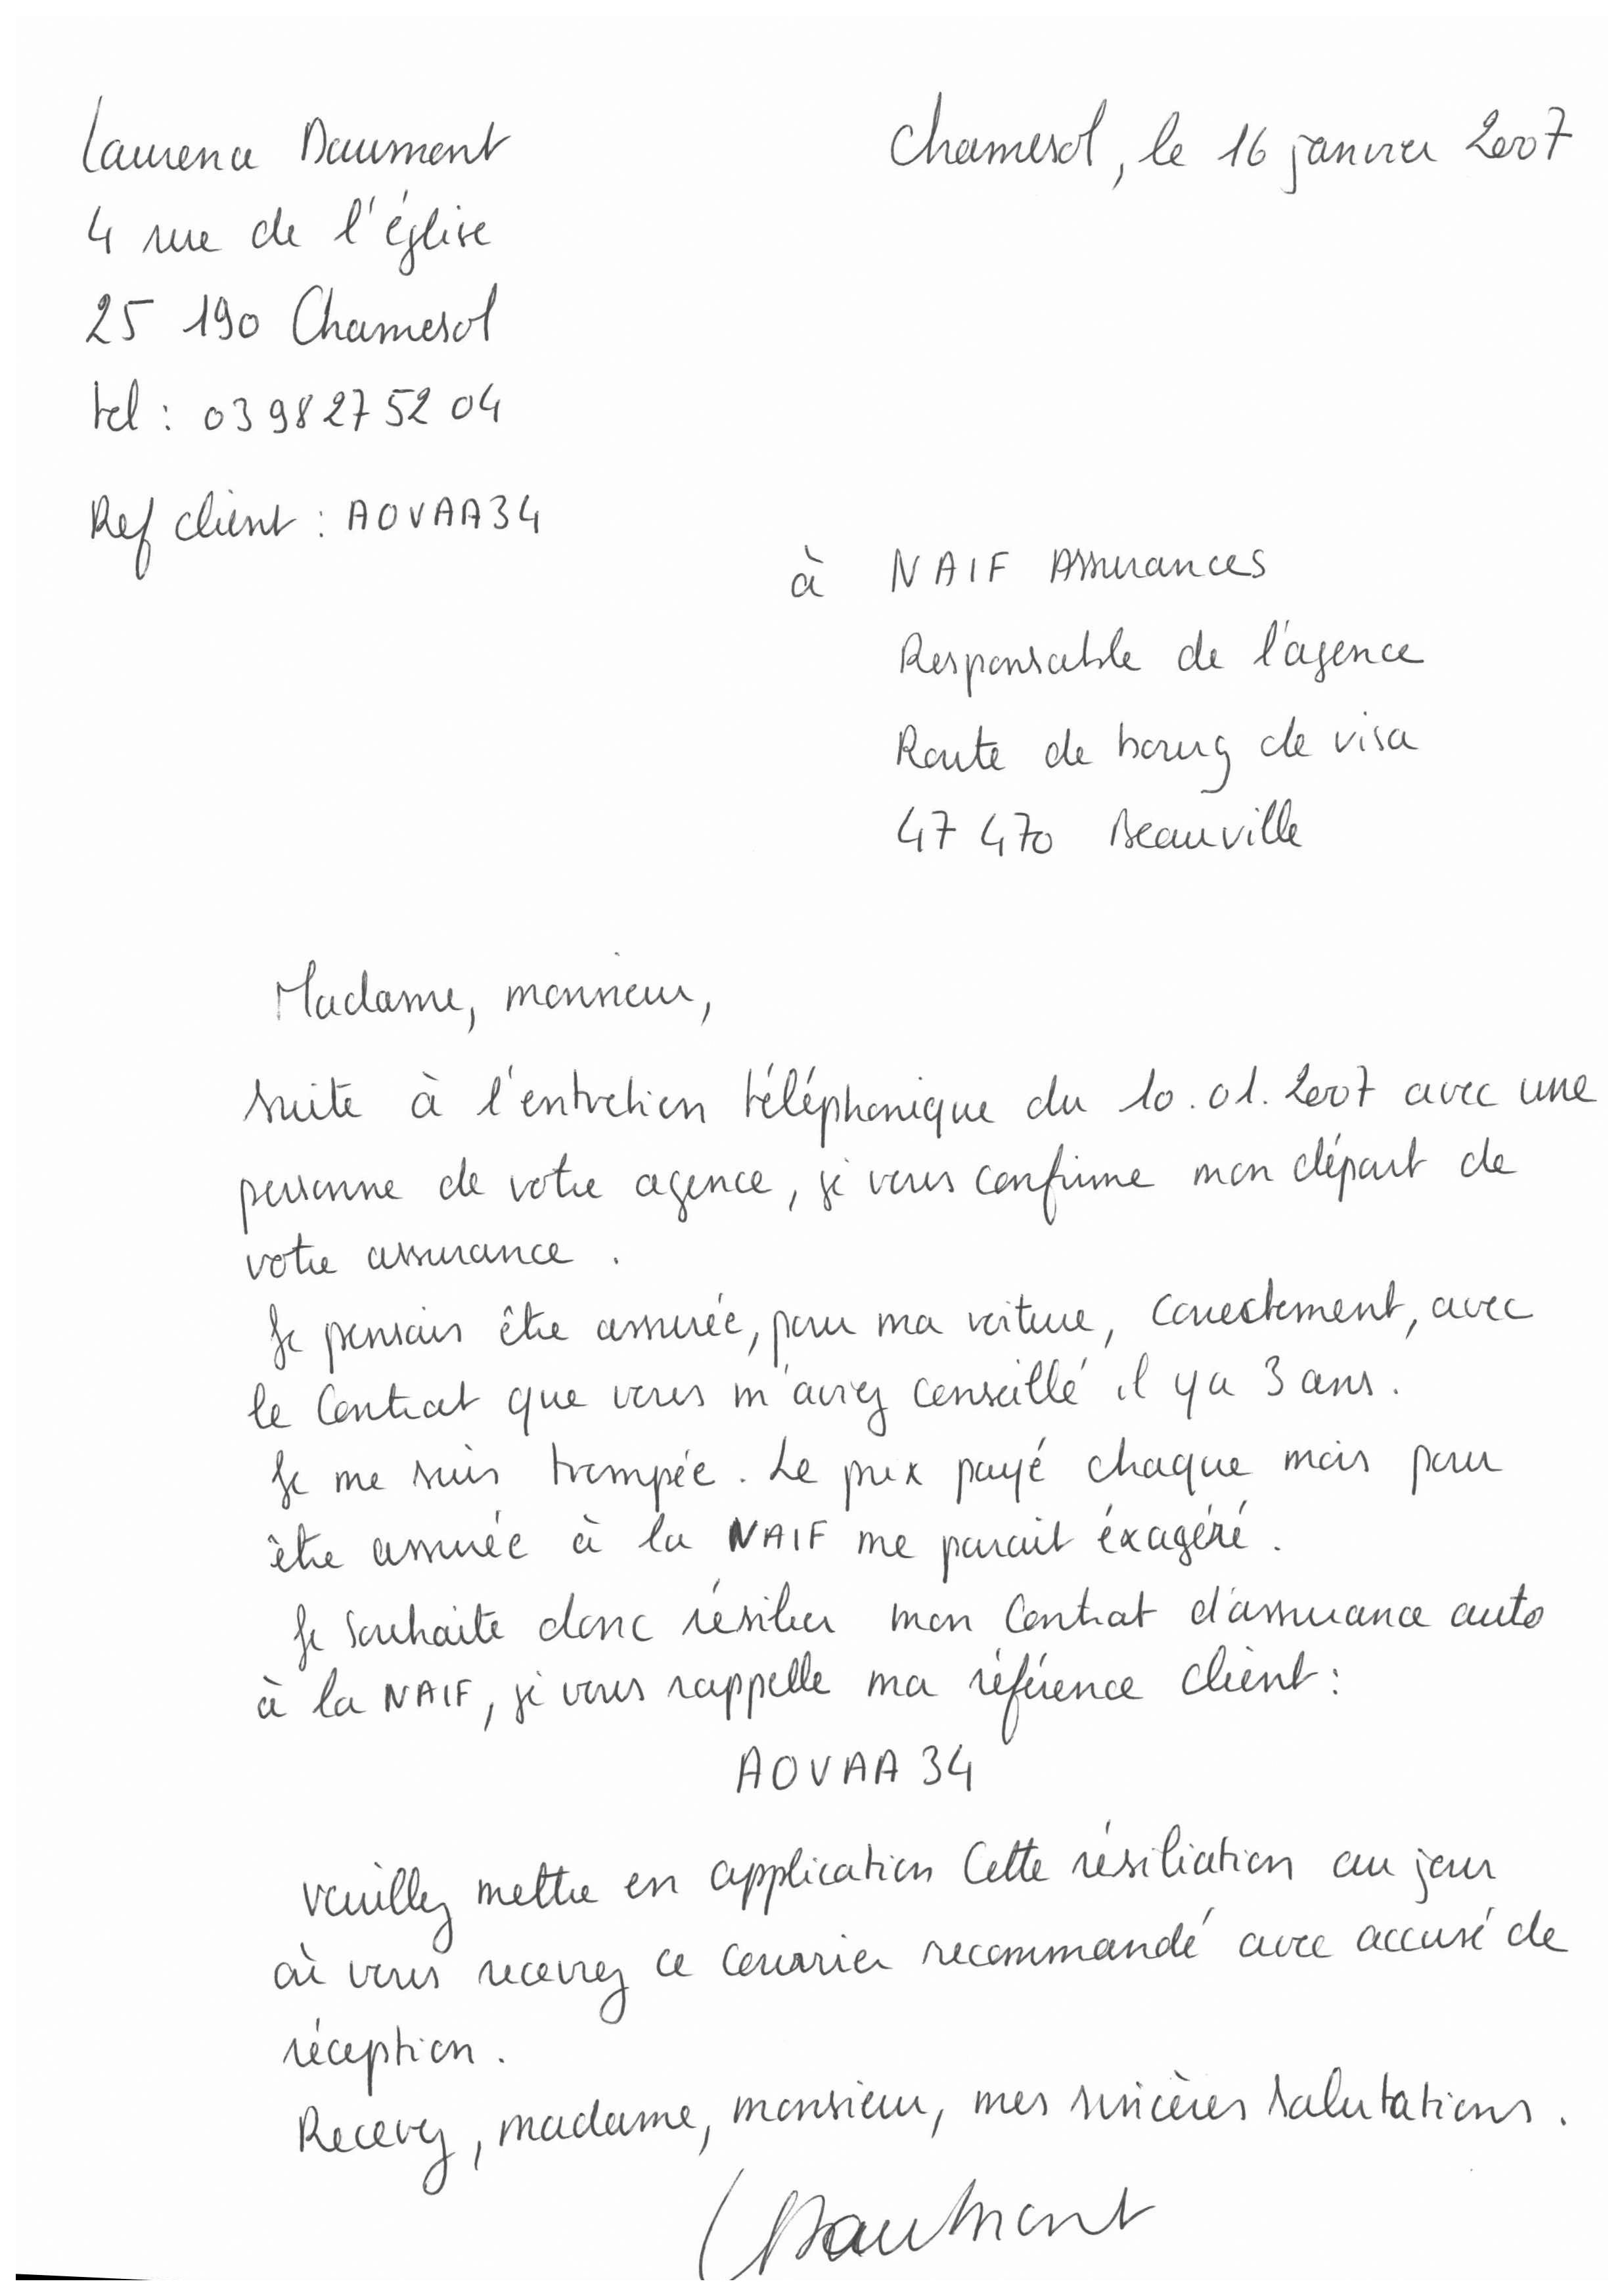 Laurence Daumont
4 rue de l'église
25 190 Chamesol
tel : 03 98 27 52 04
Ref client : AOVAA34
Chamesol, le 16 janvier 2007
à NAIF Assurances
Responsable de l'agence
Route de bourg de visa
47 470 Beauville
Madame, monsieur,
suite à l'entretien téléphonique du 10.01.2007 avec une
personne de votre agence, je vous confirme mon départ de
votre assurance.
Je pensais être assurée, pour ma voiture, correctement, avec
le contrat que vous m'aviez conseillé il y a 3 ans.
Je me suis trompée. Le prix payé chaque mois pour
être assurée à la NAIF me parait éxagéré.
Je souhaite donc résilier mon contrat d'assurance auto
à la NAIF, je vous rappelle ma référence client :
AOVAA 34
veuillez mettre en application cette résiliation au jour
où vous recevrez ce courrier recommandé avec accusé de
réception.
Recevez, madame, monsieur, mes sincères salutations.
Daumont